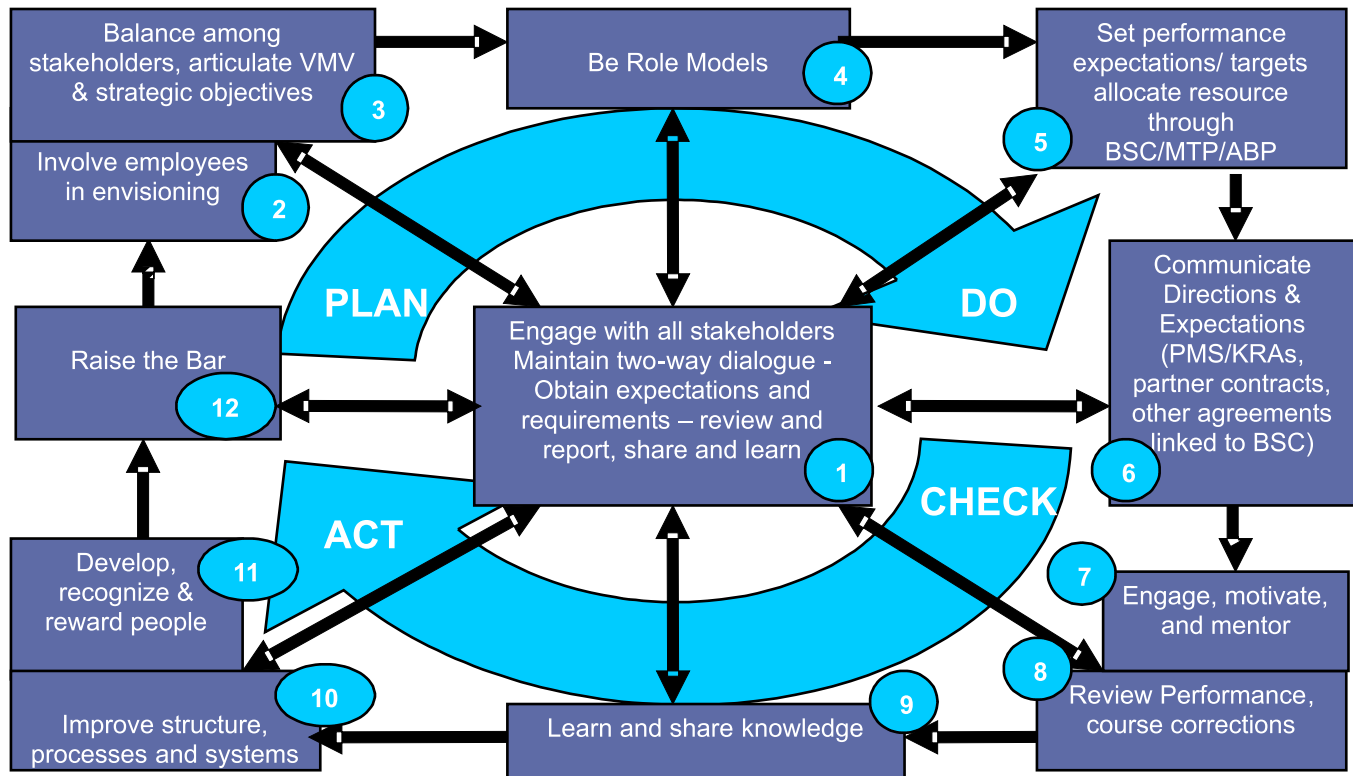 Balance among
stakeholders, articulate VMV
& strategic objectives
3
Involve employees
in envisioning
2
Be Role Models
4
Set performance
expectations/ targets
allocate resource
through
BSC/MTP/ABP
5
PLAN
DO
Communicate
Directions &
Expectations
(PMS/KRAs,
partner contracts,
other agreements
linked to BSC)
6
Raise the Bar
12
Engage with all stakeholders
Maintain two-way dialogue -
Obtain expectations and
requirements – review and
report, share and learn
1
ACT
CHECK
Develop,
recognize &
reward people
11
7
Engage, motivate,
and mentor
8
Review Performance,
course corrections
9
Learn and share knowledge
10
Improve structure,
processes and systems